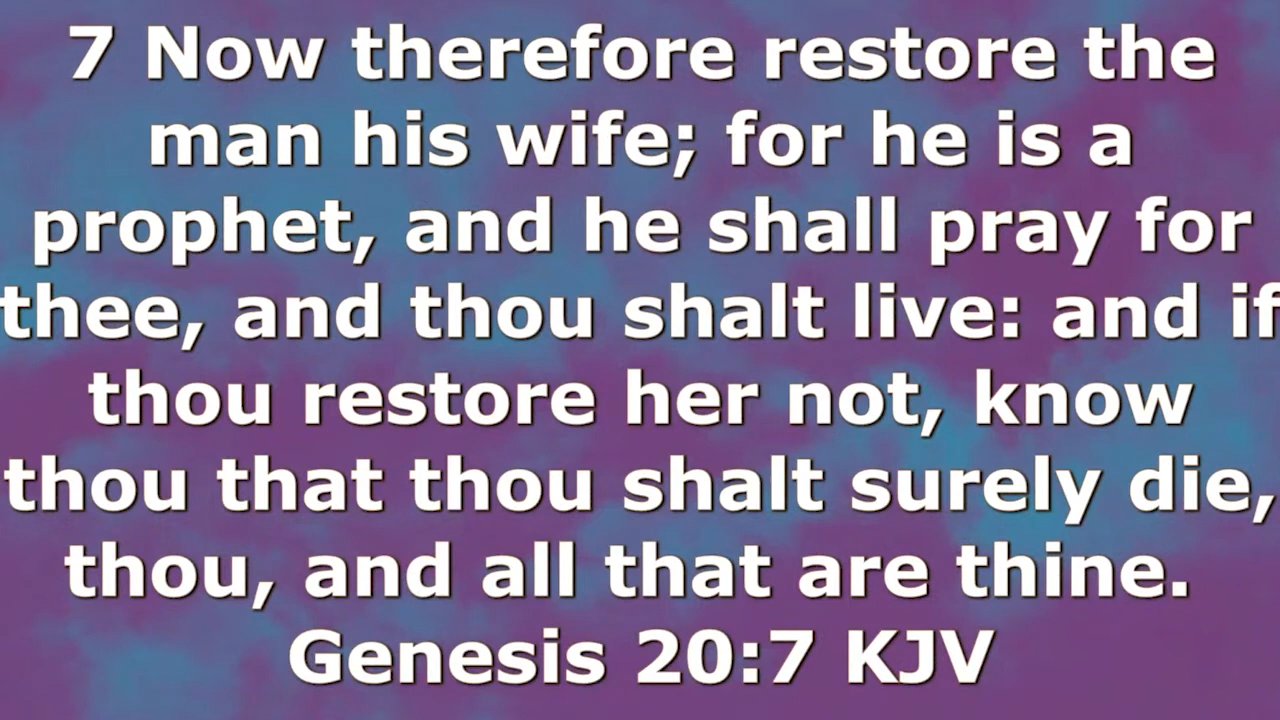 7 Now therefore restore the
man his wife; for he is a
prophet, and he shall pray for
thee, and thou shalt live: and if
thou restore her not, know
thou that thou shalt surely die,
thou, and all that are thine.
Genesis 20:7 KJV